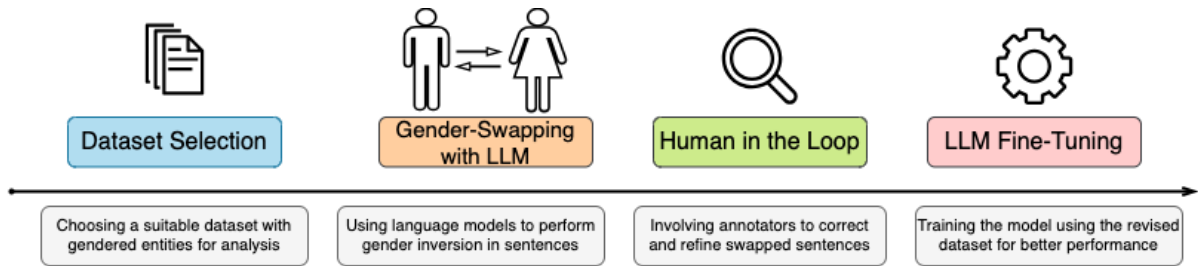 Dataset Selection
Gender-Swapping
with LLM
Human in the Loop
LLM Fine-Tuning
Choosing a suitable dataset with
gendered entities for analysis
Using language models to perform
gender inversion in sentences
Involving annotators to correct
and refine swapped sentences
Training the model using the revised
dataset for better performance